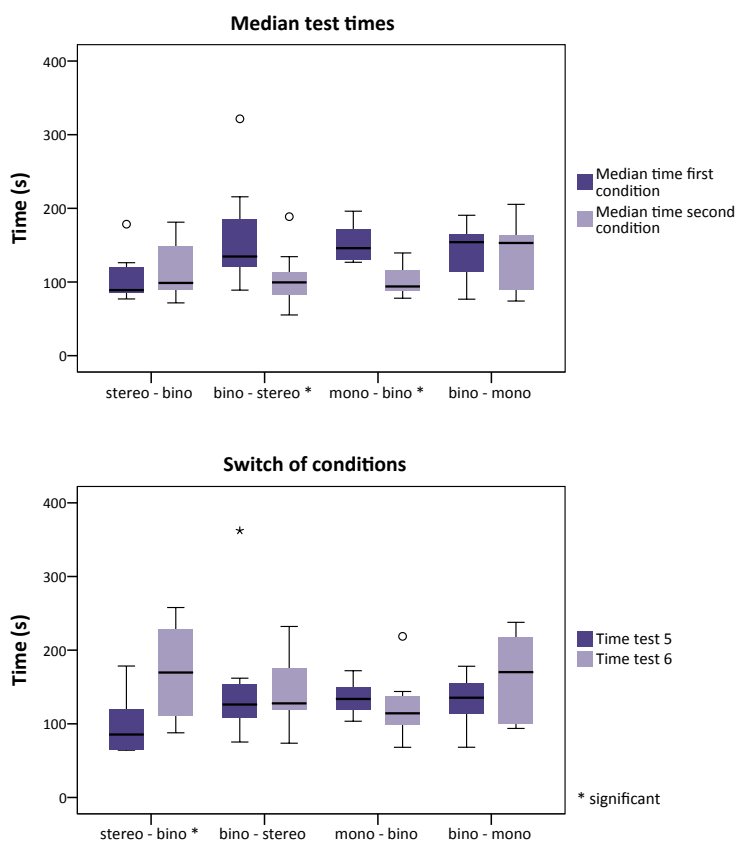 Median test times
400
300
200
100
0
Time (s)
stereo - bino
bino - stereo *
mono - bino *
bino - mono
Median time first
condition
Median time second
condition
Switch of conditions
400
300
200
100
0
Time (s)
stereo - bino *
bino - stereo
mono - bino
bino - mono
Time test 5
Time test 6
* significant